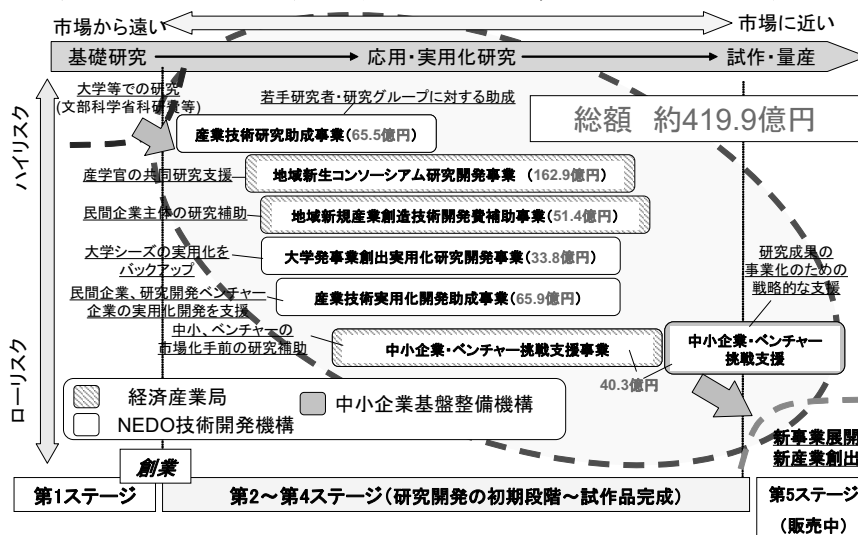 市場から遠い
市場に近い
基礎研究
応用・実用化研究
試作・量産
ハイリスク
ローリスク
大学等での研究
(文部科学省科研費等)
若手研究者・研究グループに対する助成
総額 約419.9億円
産業技術研究助成事業(65.5億円)
産学官の共同研究支援
地域新生コンソーシアム研究開発事業 (162.9億円)
民間企業主体の研究補助
地域新規産業創造技術開発費補助事業(51.4億円)
大学シーズの実用化を
バックアップ
大学発事業創出実用化研究開発事業(33.8億円)
研究成果の
事業化のための
戦略的な支援
民間企業、研究開発ベンチャー
企業の実用化開発を支援
産業技術実用化開発助成事業(65.9億円)
中小、ベンチャーの
市場化手前の研究補助
中小企業・ベンチャー挑戦支援事業
中小企業・ベンチャー
挑戦支援
40.3億円
経済産業局
中小企業基盤整備機構
NEDO技術開発機構
新事業展開
新産業創出
創業
第1ステージ
第2~第4ステージ(研究開発の初期段階~試作品完成)
第5ステージ
(販売中)